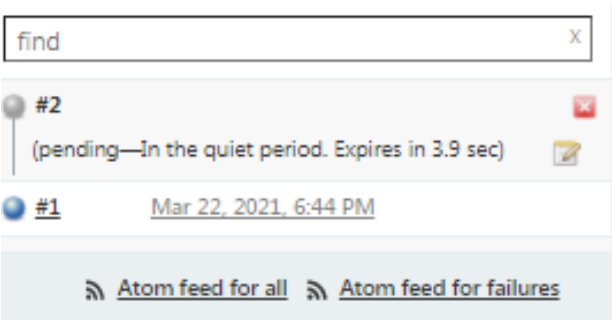 find X
#2
(pending—In the quiet period. Expires in 3.9 sec)
#1 Mar 22, 2021, 6:44 PM
Atom feed for all Atom feed for failures